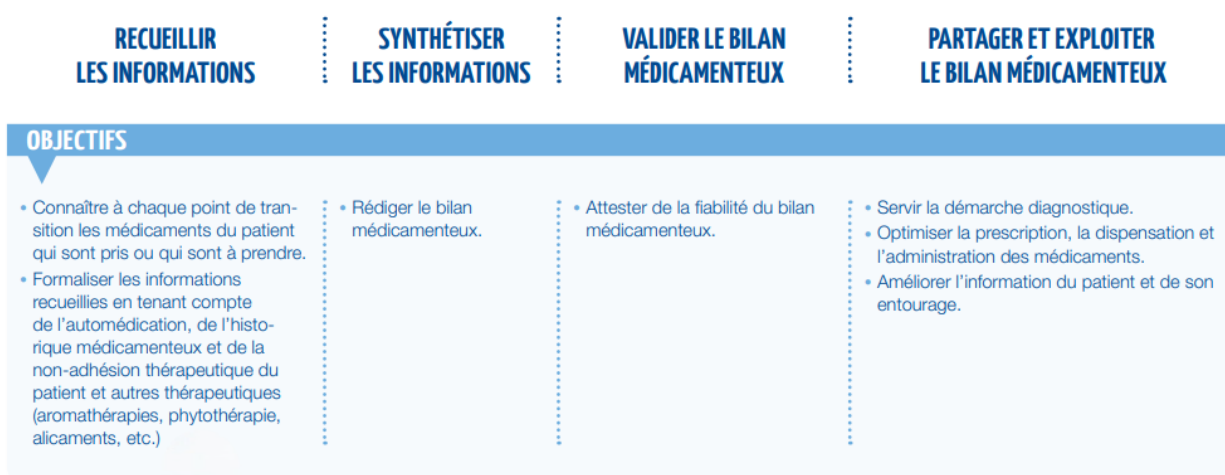 RECUEILLIR
LES INFORMATIONS
SYNTHÉTISER
LES INFORMATIONS
VALIDER LE BILAN
MÉDICAMENTEUX
PARTAGER ET EXPLOITER
LE BILAN MÉDICAMENTEUX
OBJECTIFS
• Connaître à chaque point de tran-
sition les médicaments du patient
qui sont pris ou qui sont à prendre.
• Formaliser les informations
recueillies en tenant compte
de l'automédication, de l'histo-
rique médicamenteux et de la
non-adhésion thérapeutique du
patient et autres thérapeutiques
(aromathérapies, phytothérapie,
alicaments, etc.)
• Rédiger le bilan
médicamenteux.
• Attester de la fiabilité du bilan
médicamenteux.
• Servir la démarche diagnostique.
• Optimiser la prescription, la dispensation et
l'administration des médicaments.
• Améliorer l'information du patient et de son
entourage.